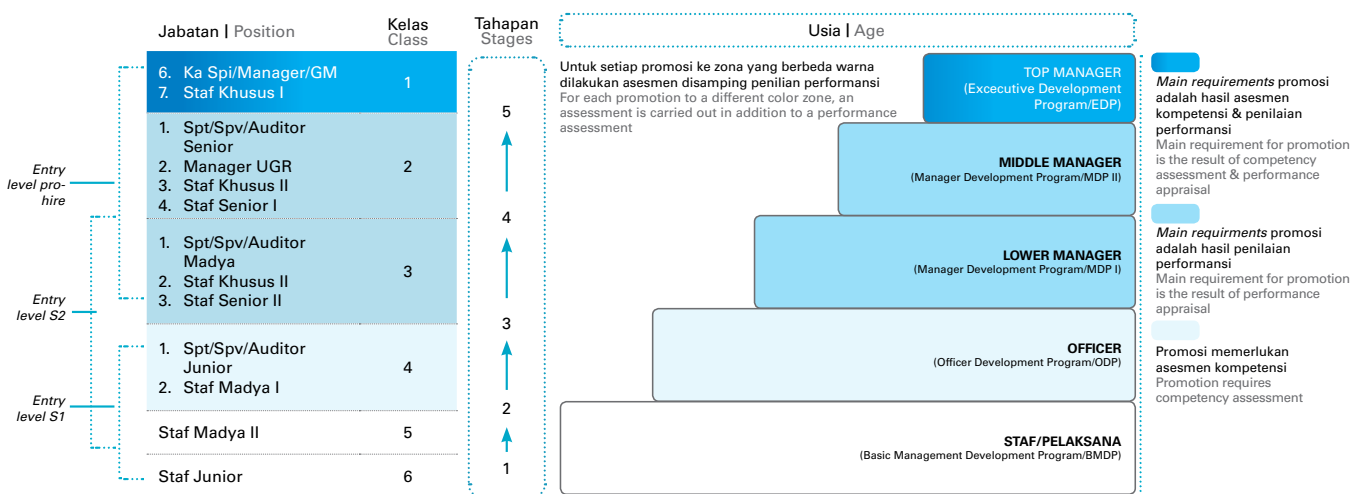 Jabatan | Position
Kelas
Class
Tahapan
Stages
Usia | Age
6. Ka Spi/Manager/GM
7. Staf Khusus I
1
1. Spt/Spv/Auditor
Senior
2. Manager UGR
3. Staf Khusus II
4. Staf Senior I
2
1. Spt/Spv/Auditor
Madya
2. Staf Khusus II
3. Staf Senior II
3
1. Spt/Spv/Auditor
Junior
2. Staf Madya I
4
Staf Madya II
5
Staf Junior
6
Entry
level pro-
hire
Entry
level S2
Entry
level S1
5
4
3
2
1
Untuk setiap promosi ke zona yang berbeda warna
dilakukan asesmen disamping penilian performansi
For each promotion to a different color zone, an
assessment is carried out in addition to a performance
assessment
TOP MANAGER
(Excecutive Development
Program/EDP)
MIDDLE MANAGER
(Manager Development Program/MDP II)
LOWER MANAGER
(Manager Development Program/MDP I)
OFFICER
(Officer Development Program/ODP)
STAF/PELAKSANA
(Basic Management Development Program/BMDP)
Main requirements promosi
adalah hasil asesmen
kompetensi & penilaian
performansi
Main requirement for promotion
is the result of competency
assessment & performance
appraisal
Main requirments promosi
adalah hasil penilaian
performansi
Main requirement for promotion
is the result of performance
appraisal
Promosi memerlukan
asesmen kompetensi
Promotion requires
competency assessment